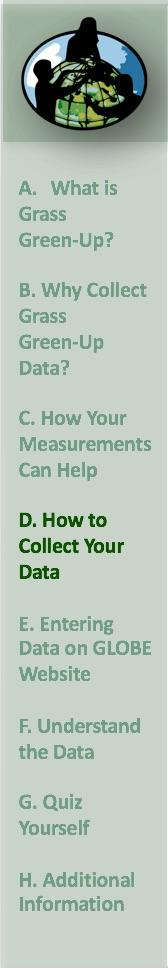 A. What is
Grass
Green-Up?
B. Why Collect
Grass
Green-Up
Data?
C. How Your
Measurements
Can Help
D. How to
Collect Your
Data
E. Entering
Data on GLOBE
Website
F. Understand
the Data
G. Quiz
Yourself
H. Additional
Information